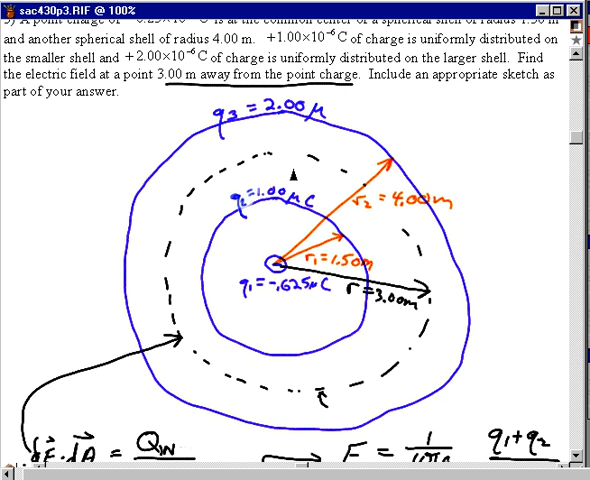 sac430p3.RIF @ 100%
and another spherical shell of radius 4.00 m. +1.00×10⁻⁶ C of charge is uniformly distributed on
the smaller shell and +2.00×10⁻⁶ C of charge is uniformly distributed on the larger shell. Find
the electric field at a point 3.00 m away from the point charge. Include an appropriate sketch as
part of your answer.
q₃ = 2.00 μ
q₂ = 1.00 μC
r₂ = 4.00 m
r₁ = 1.50m
q₁ = -.625 μC
r = 3.00m
∮ E⃗ · dA⃗ = Q_IN
→ E = 1 q₁ + q₂